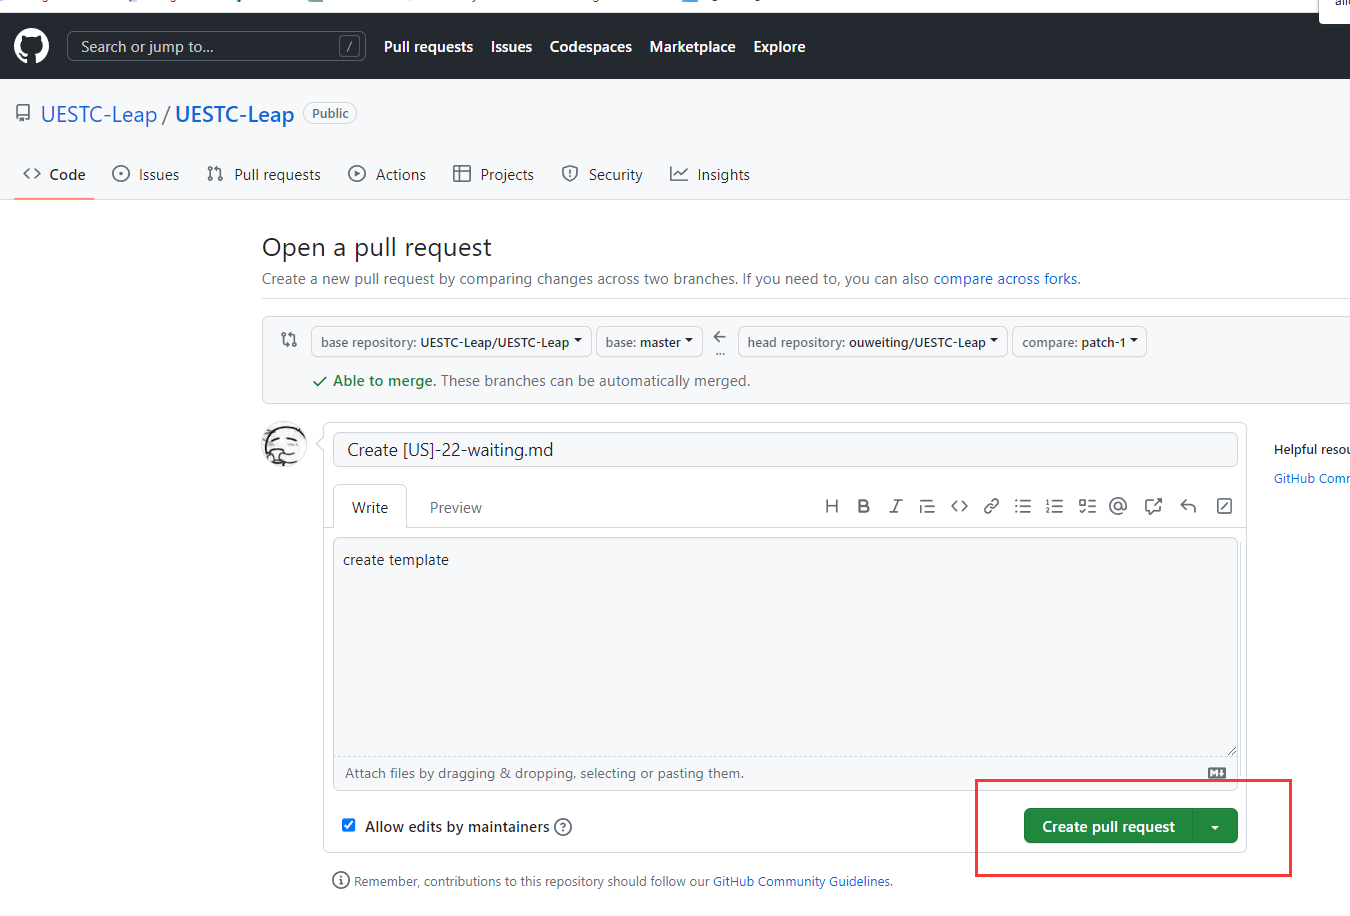 Search or jump to... / Pull requests Issues Codespaces Marketplace Explore
UESTC-Leap / UESTC-Leap Public
Code Issues Pull requests Actions Projects Security Insights
Open a pull request
Create a new pull request by comparing changes across two branches. If you need to, you can also compare across forks.
base repository: UESTC-Leap/UESTC-Leap base: master ... head repository: ouweiting/UESTC-Leap compare: patch-1
Able to merge. These branches can be automatically merged.
Create [US]-22-waiting.md
Helpful
Write Preview
GitHub
create template
Attach files by dragging & dropping, selecting or pasting them.
Allow edits by maintainers ?
Create pull request
Remember, contributions to this repository should follow our GitHub Community Guidelines.